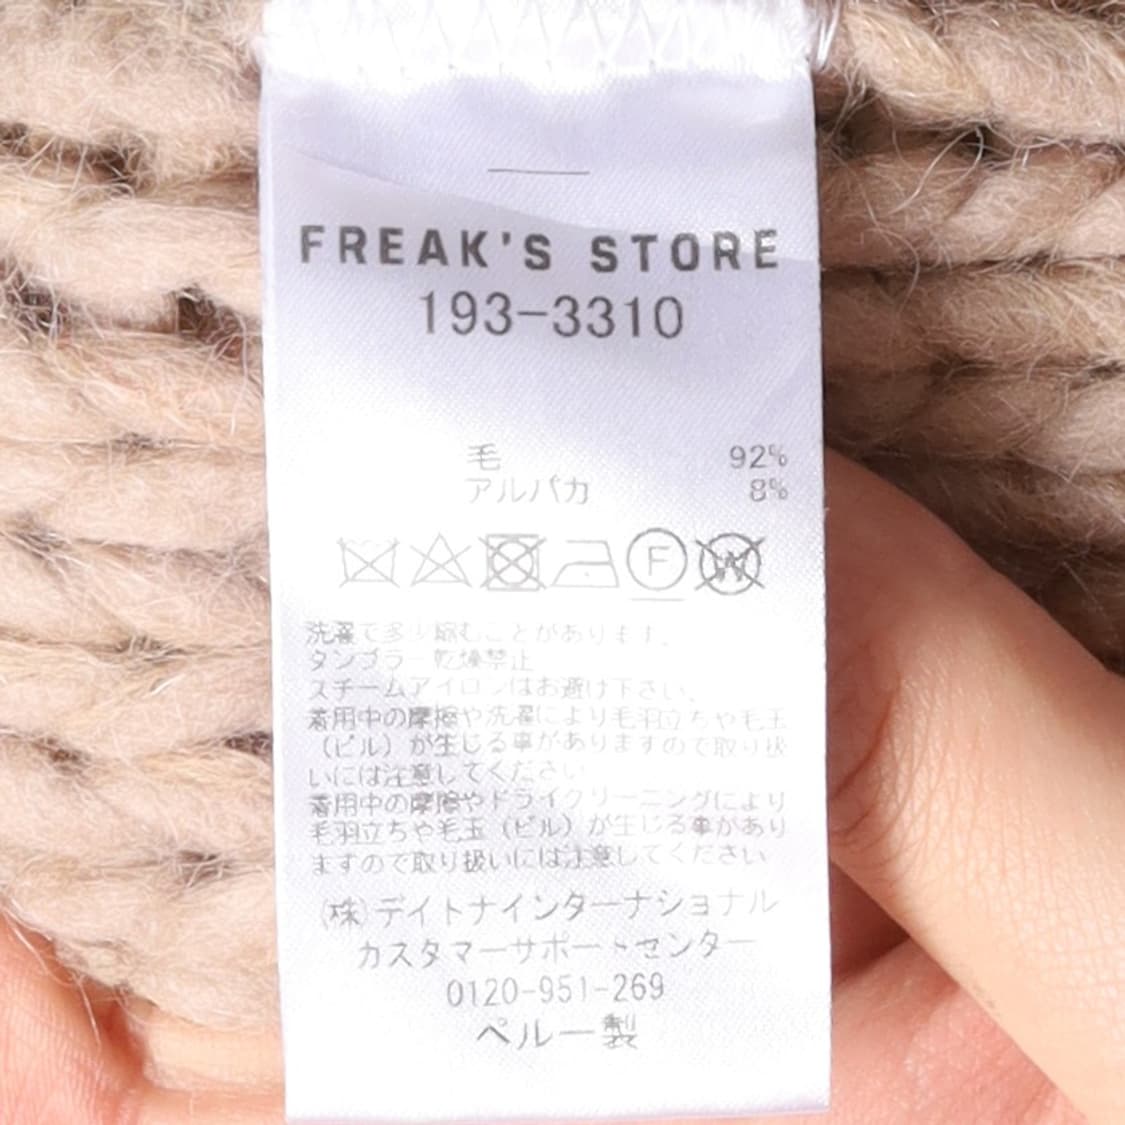 FREAK'S STORE
193-3310
毛 92%
アルパカ 8%
F W
洗濯で多少縮むことがあります。
タンブラー乾燥禁止
スチームアイロンはお避け下さい。
着用中の摩擦や洗濯により毛羽立ちや毛玉
（ピル）が生じる事がありますので取り扱
いには注意してください
着用中の摩擦やドライクリーニングにより
毛羽立ちや毛玉（ピル）が生じる事があり
ますので取り扱いには注意してください
(株)デイトナインターナショナル
カスタマーサポートセンター
0120-951-269
ペルー製